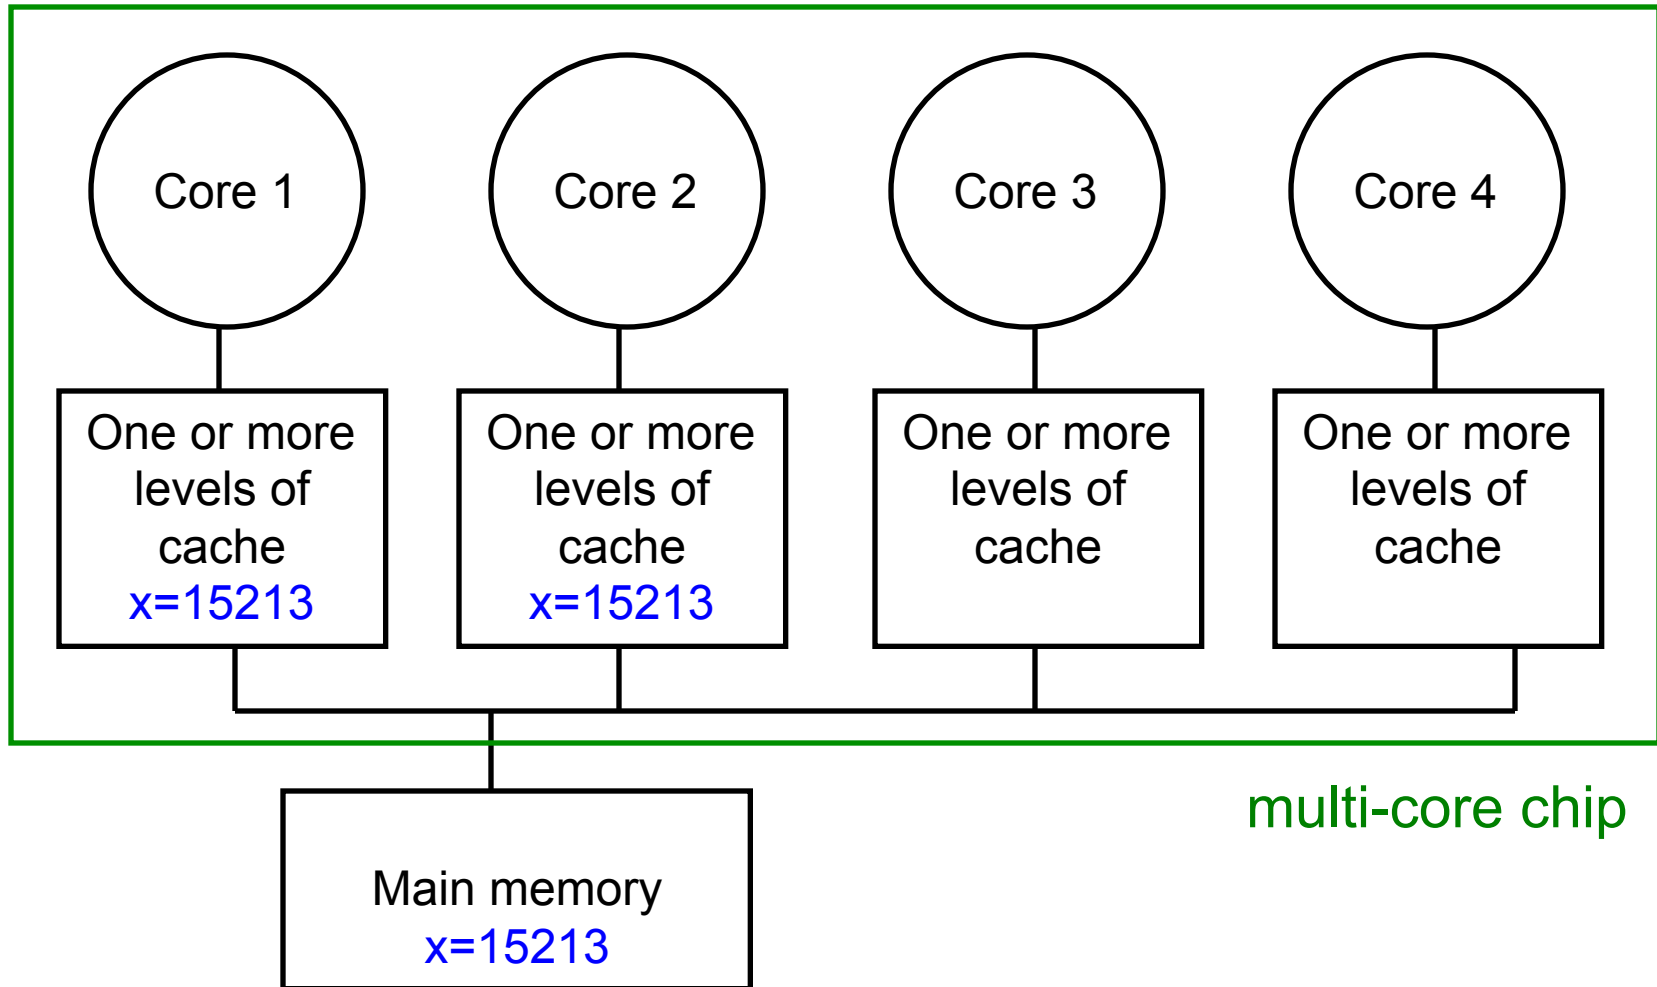 Core 1
Core 2
Core 3
Core 4
One or more
levels of
cache
x=15213
One or more
levels of
cache
x=15213
One or more
levels of
cache
One or more
levels of
cache
multi-core chip
Main memory
x=15213